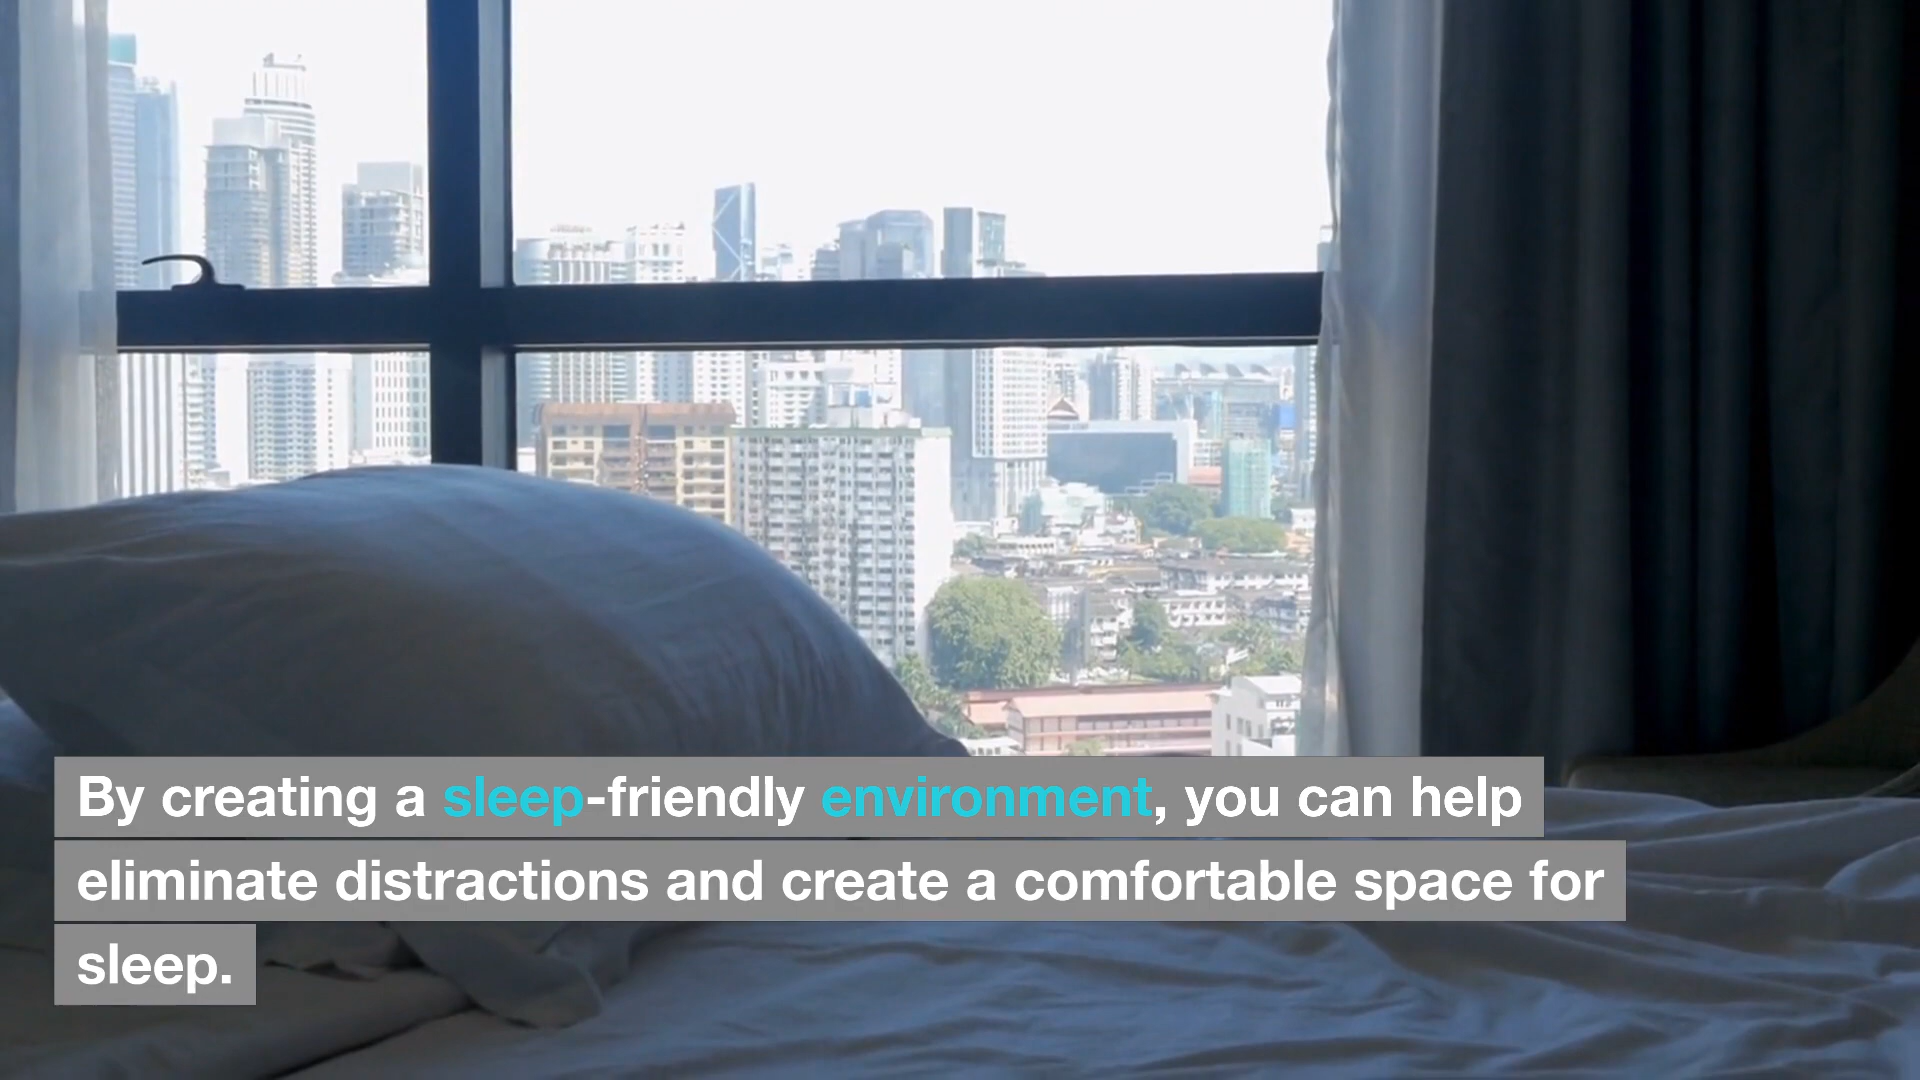 By creating a sleep-friendly environment, you can help
eliminate distractions and create a comfortable space for
sleep.